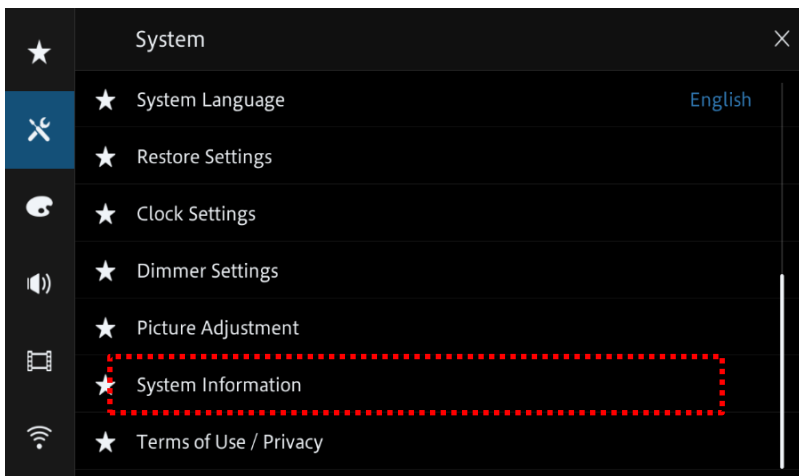 System
System Language English
Restore Settings
Clock Settings
Dimmer Settings
Picture Adjustment
System Information
Terms of Use / Privacy